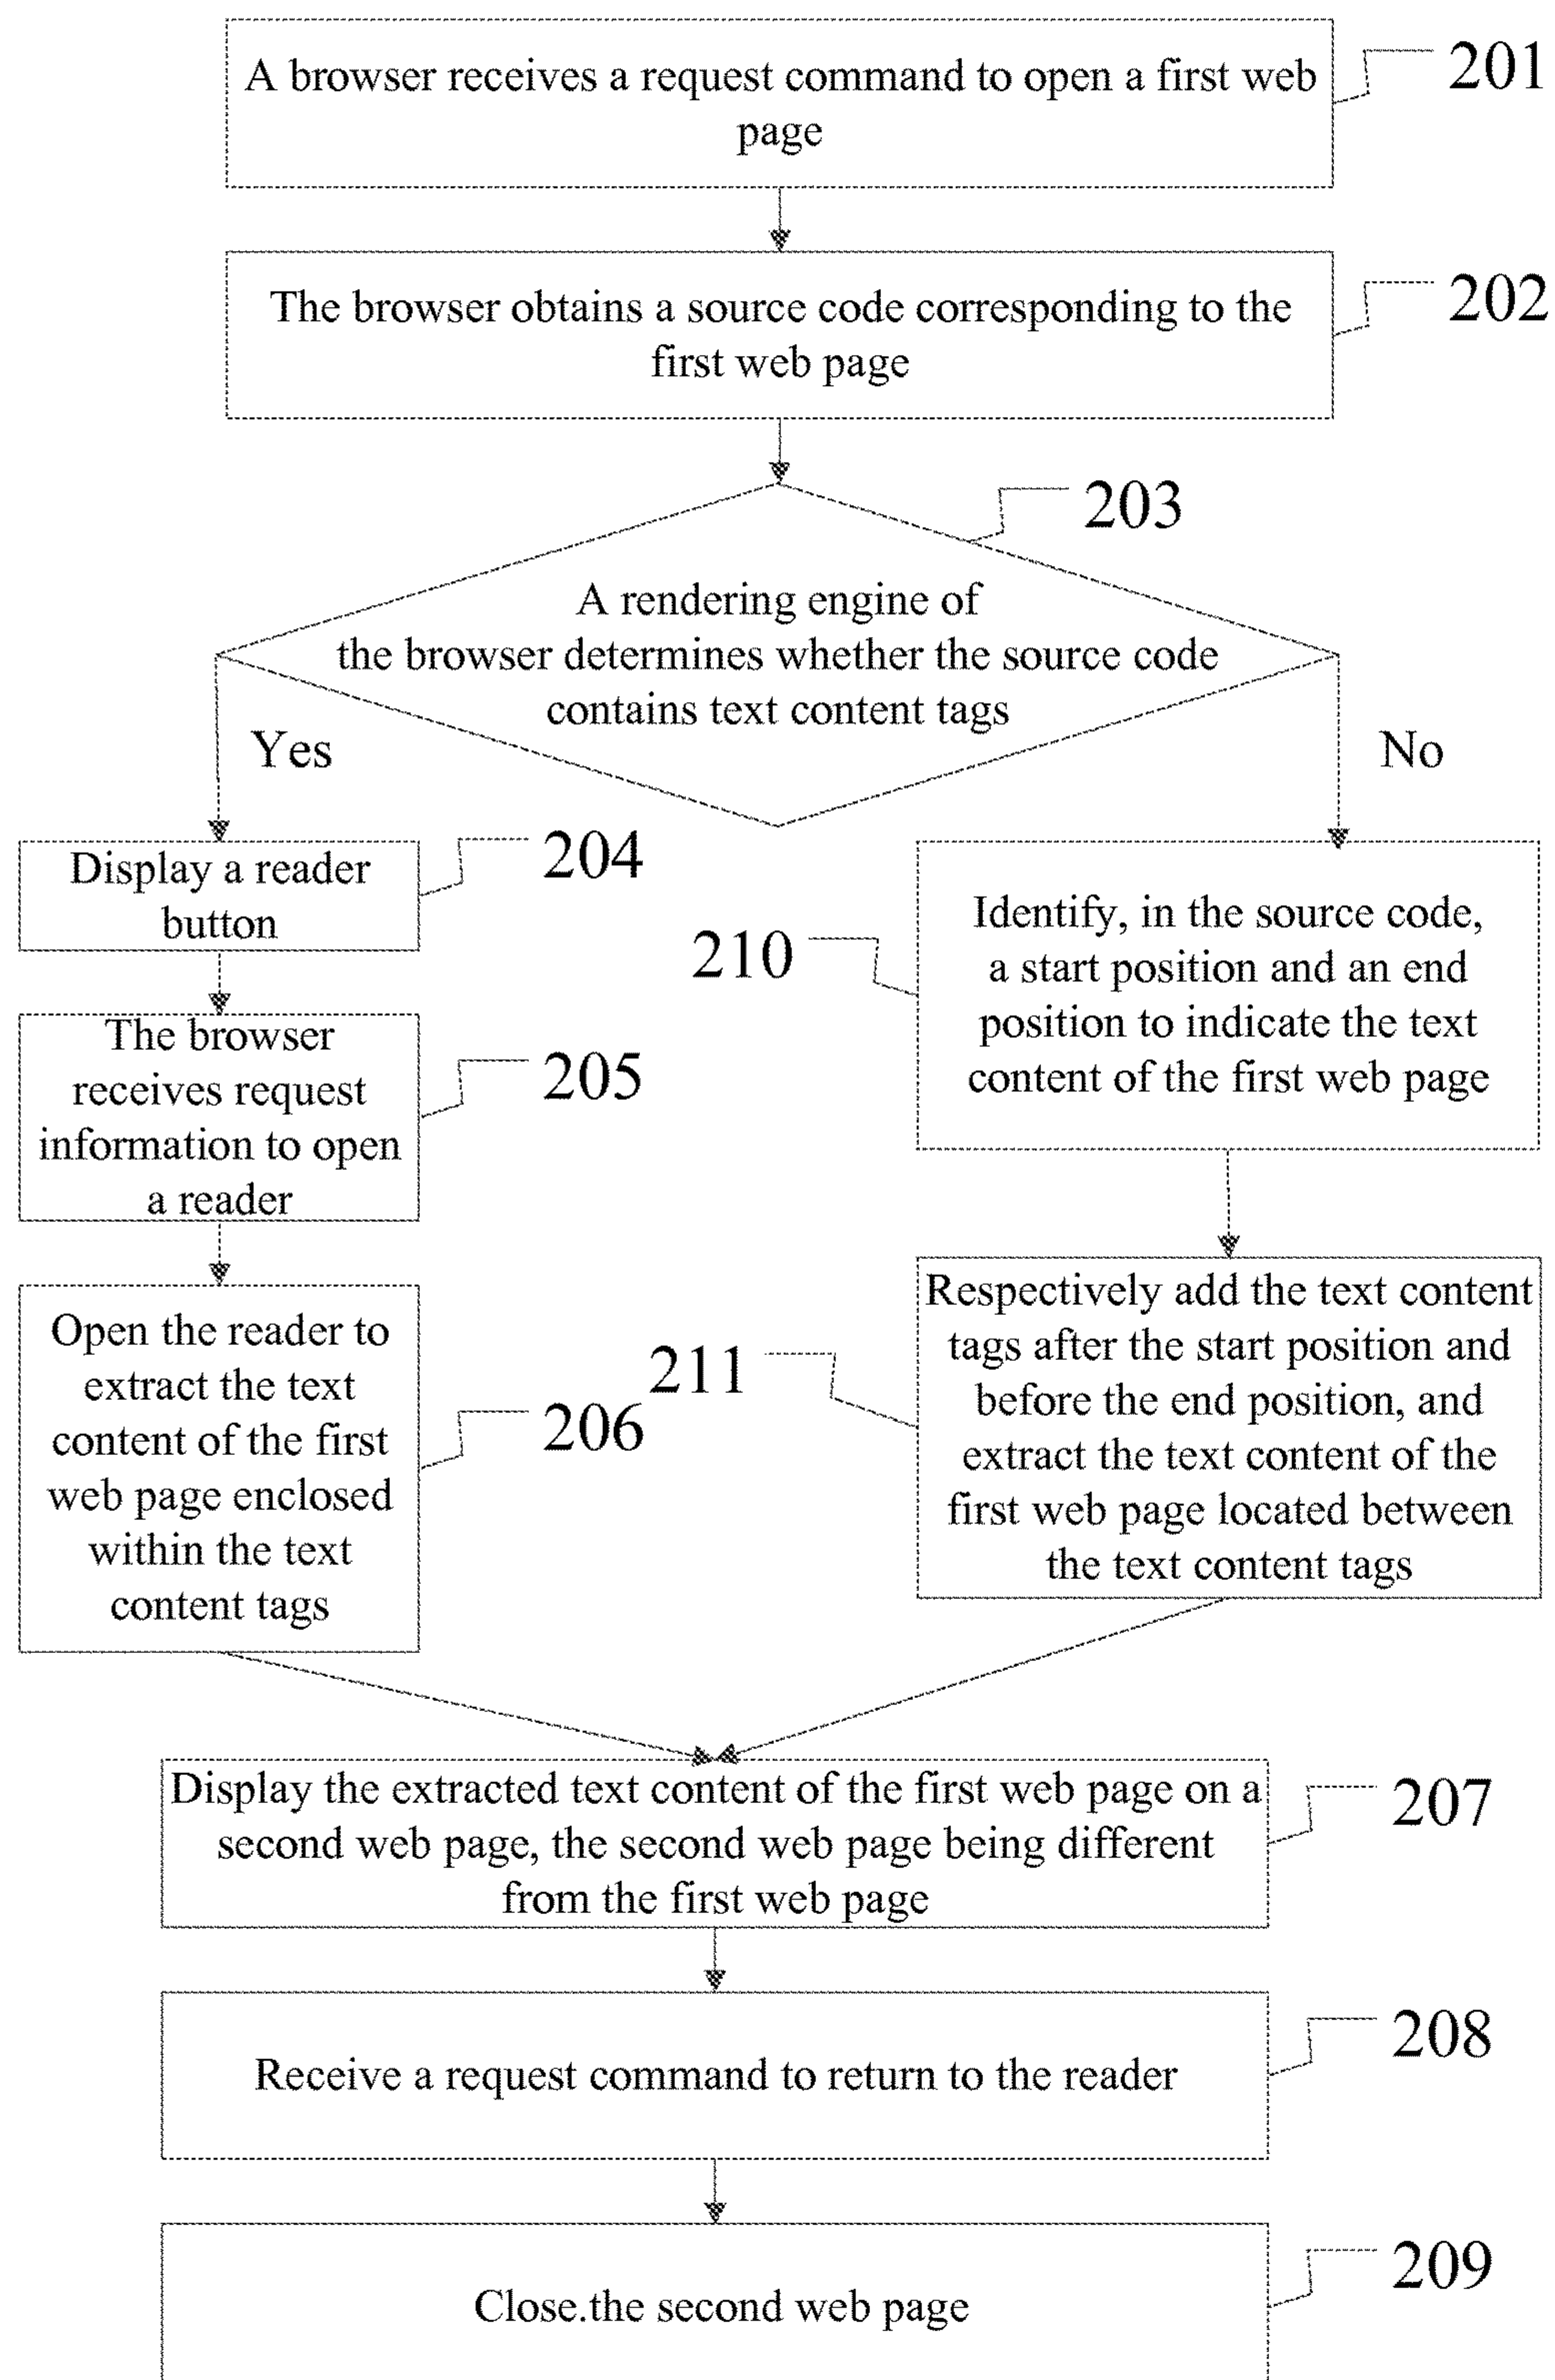 A browser receives a request command to open a first web
page
201
The browser obtains a source code corresponding to the
first web page
202
203
A rendering engine of
the browser determines whether the source code
contains text content tags
Yes
No
Display a reader
button
204
The browser
receives request
information to open
a reader
205
Open the reader to
extract the text
content of the first
web page enclosed
within the text
content tags
206
210
Identify, in the source code,
a start position and an end
position to indicate the text
content of the first web page
211
Respectively add the text content
tags after the start position and
before the end position, and
extract the text content of the
first web page located between
the text content tags
Display the extracted text content of the first web page on a
second web page, the second web page being different
from the first web page
207
Receive a request command to return to the reader
208
Close.the second web page
209